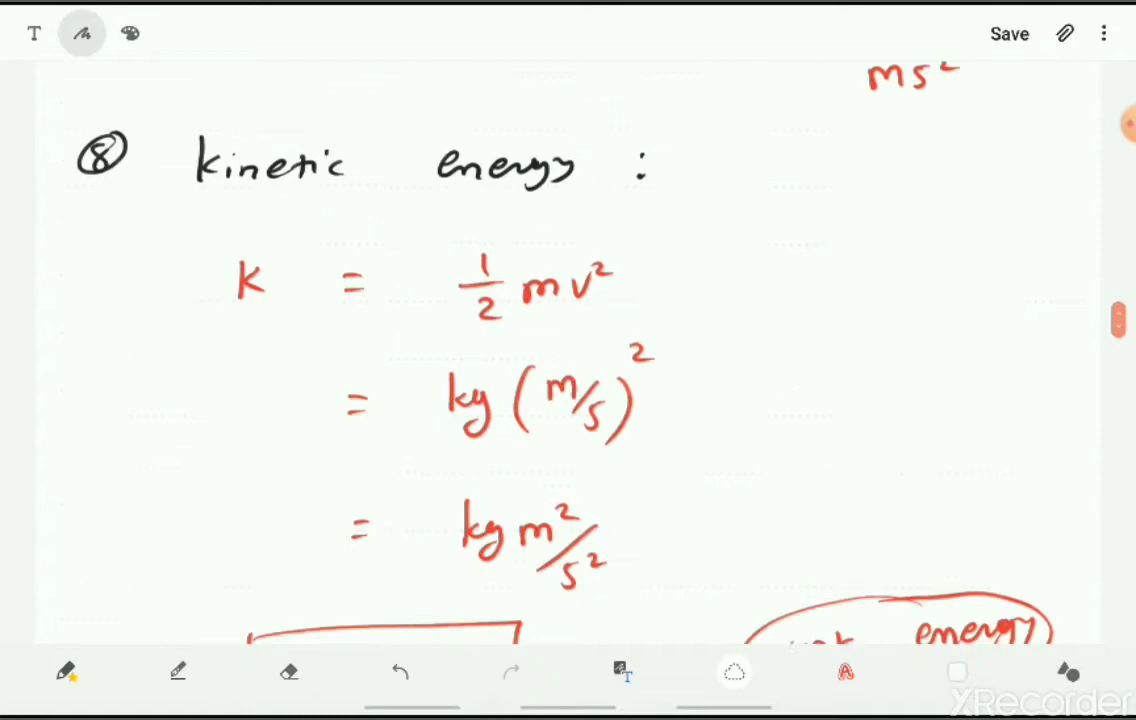 T Save
ms²
⑧ kinetic energy :
K = 1/2 mv²
= kg (m/s)²
= kg m²/s²
energy
XRecorder